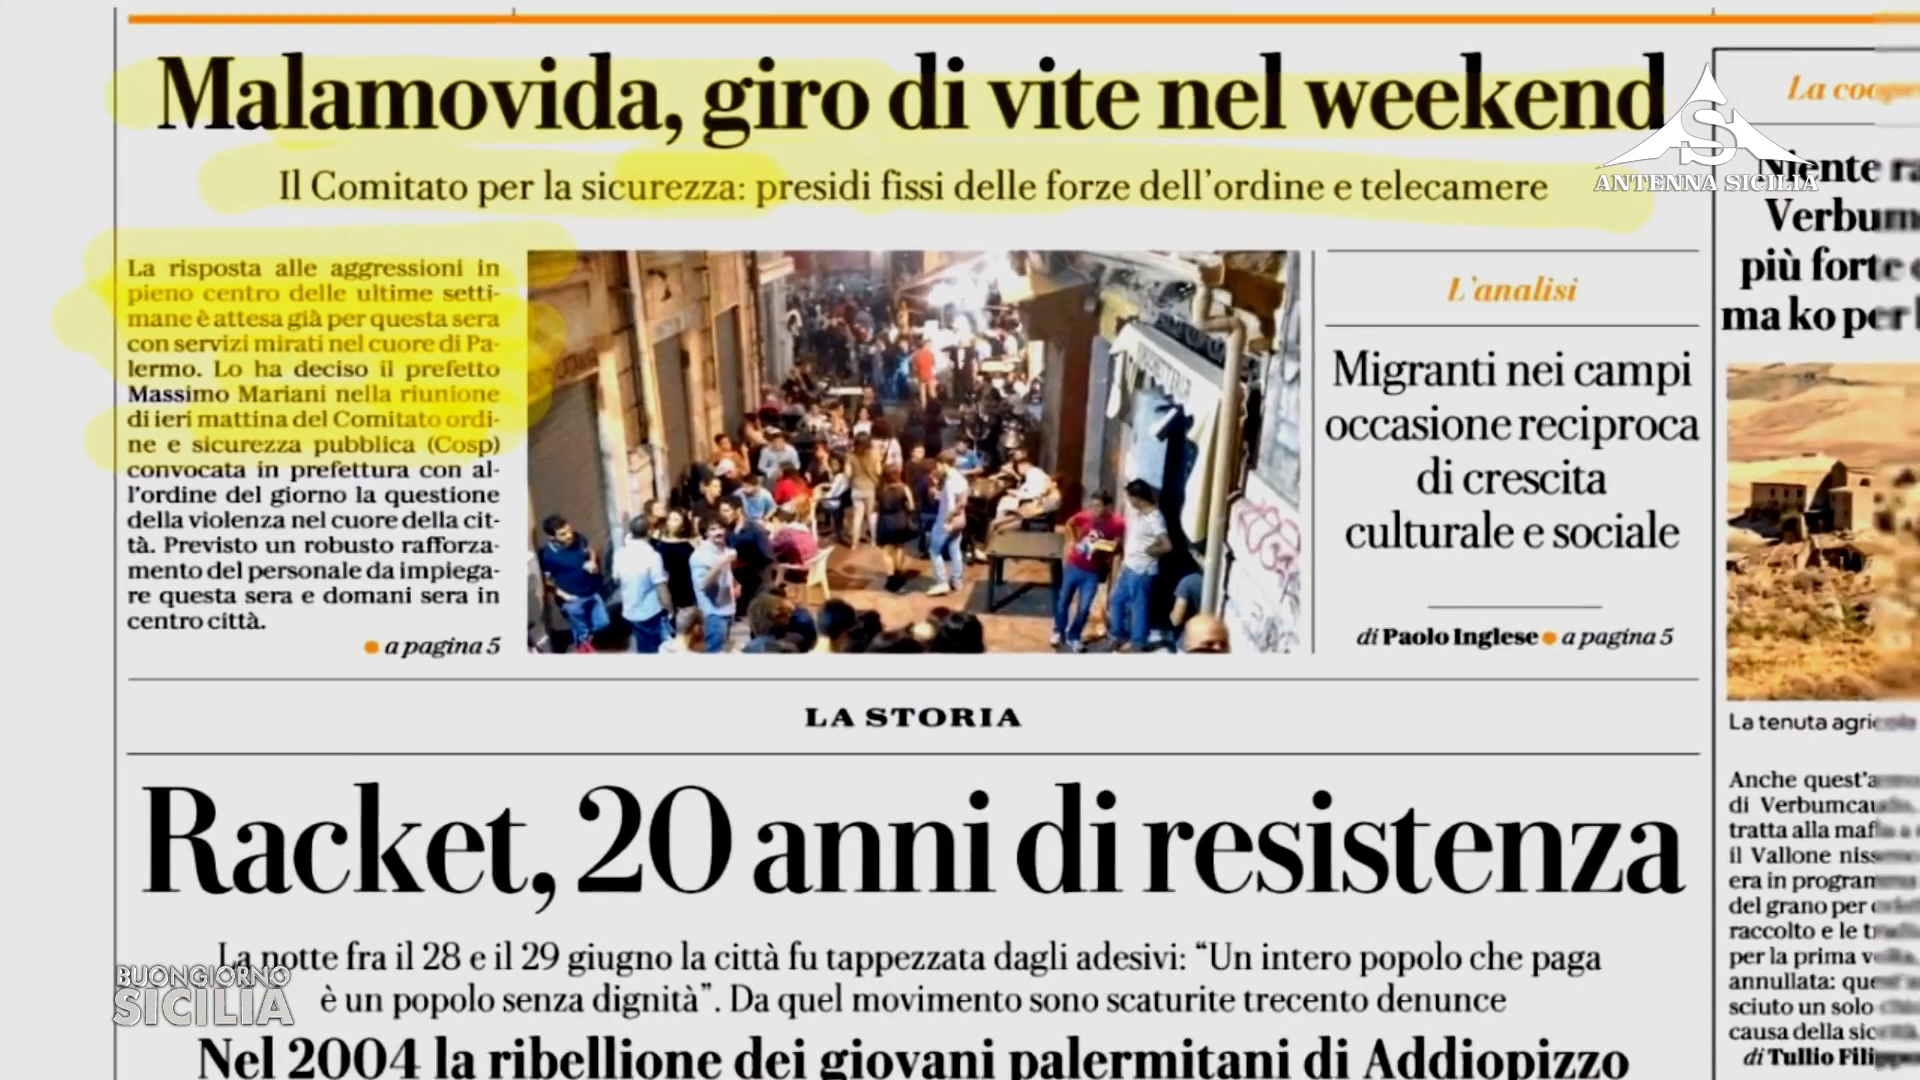 Malamovida, giro di vite nel weekend
Il Comitato per la sicurezza: presidi fissi delle forze dell'ordine e telecamere
La risposta alle aggressioni in
pieno centro delle ultime setti-
mane è attesa già per questa sera
con servizi mirati nel cuore di Pa-
lermo. Lo ha deciso il prefetto
Massimo Mariani nella riunione
di ieri mattina del Comitato ordi-
ne e sicurezza pubblica (Cosp)
convocata in prefettura con al-
l'ordine del giorno la questione
della violenza nel cuore della cit-
tà. Previsto un robusto rafforza-
mento del personale da impiega-
re questa sera e domani sera in
centro città.
a pagina 5
L'analisi
Migranti nei campi
occasione reciproca
di crescita
culturale e sociale
di Paolo Inglese a pagina 5
LA STORIA
Racket, 20 anni di resistenza
La notte fra il 28 e il 29 giugno la città fu tappezzata dagli adesivi: "Un intero popolo che paga
è un popolo senza dignità". Da quel movimento sono scaturite trecento denunce
Nel 2004 la ribellione dei giovani palermitani di Addiopizzo
La
Niente
più forte
ma ko per
La tenuta
Anche
di
tratta alla
il Vallone
era in
del grano per
raccolto e le
per la prima
annullata:
sciuto un solo
causa della
di Tullio
S
ANTENNA SICILIA
BUONGIORNO
SICILIA